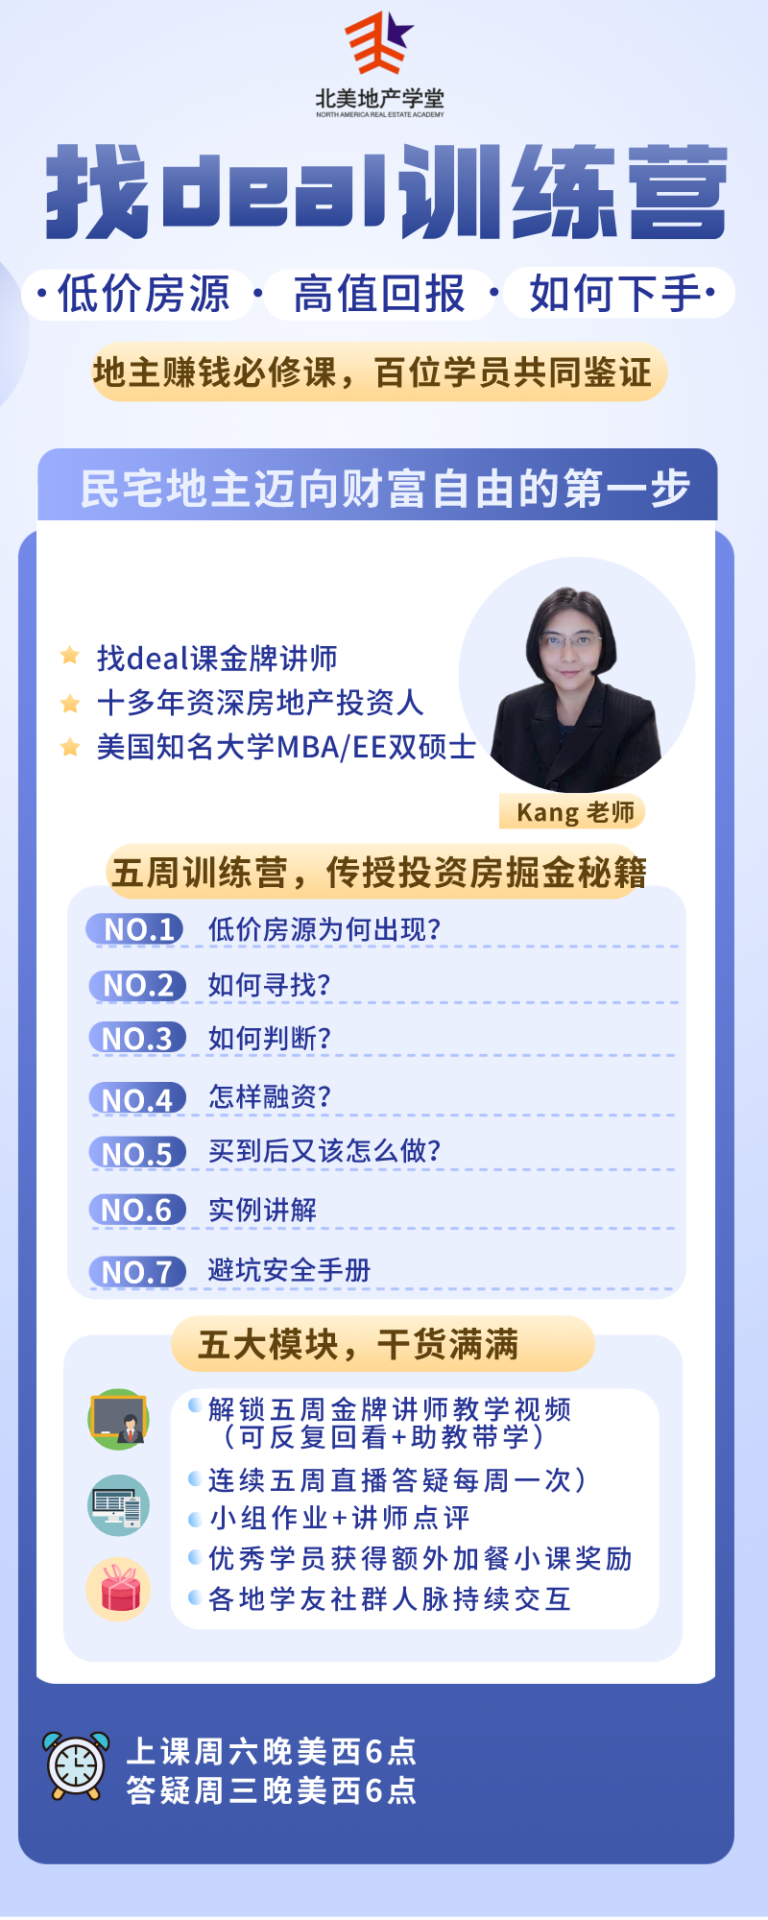 北美地产学堂
NORTH AMERICA REAL ESTATE ACADEMY
找deal训练营
·低价房源· 高值回报 · 如何下手·
地主赚钱必修课，百位学员共同鉴证
民宅地主迈向财富自由的第一步
找deal课金牌讲师
十多年资深房地产投资人
美国知名大学MBA/EE双硕士
Kang 老师
五周训练营，传授投资房掘金秘籍
NO.1 低价房源为何出现？
NO.2 如何寻找？
NO.3 如何判断？
NO.4 怎样融资？
NO.5 买到后又该怎么做？
NO.6 实例讲解
NO.7 避坑安全手册
五大模块，干货满满
解锁五周金牌讲师教学视频
（可反复回看+助教带学）
连续五周直播答疑每周一次）
小组作业+讲师点评
优秀学员获得额外加餐小课奖励
各地学友社群人脉持续交互
上课周六晚美西6点
答疑周三晚美西6点